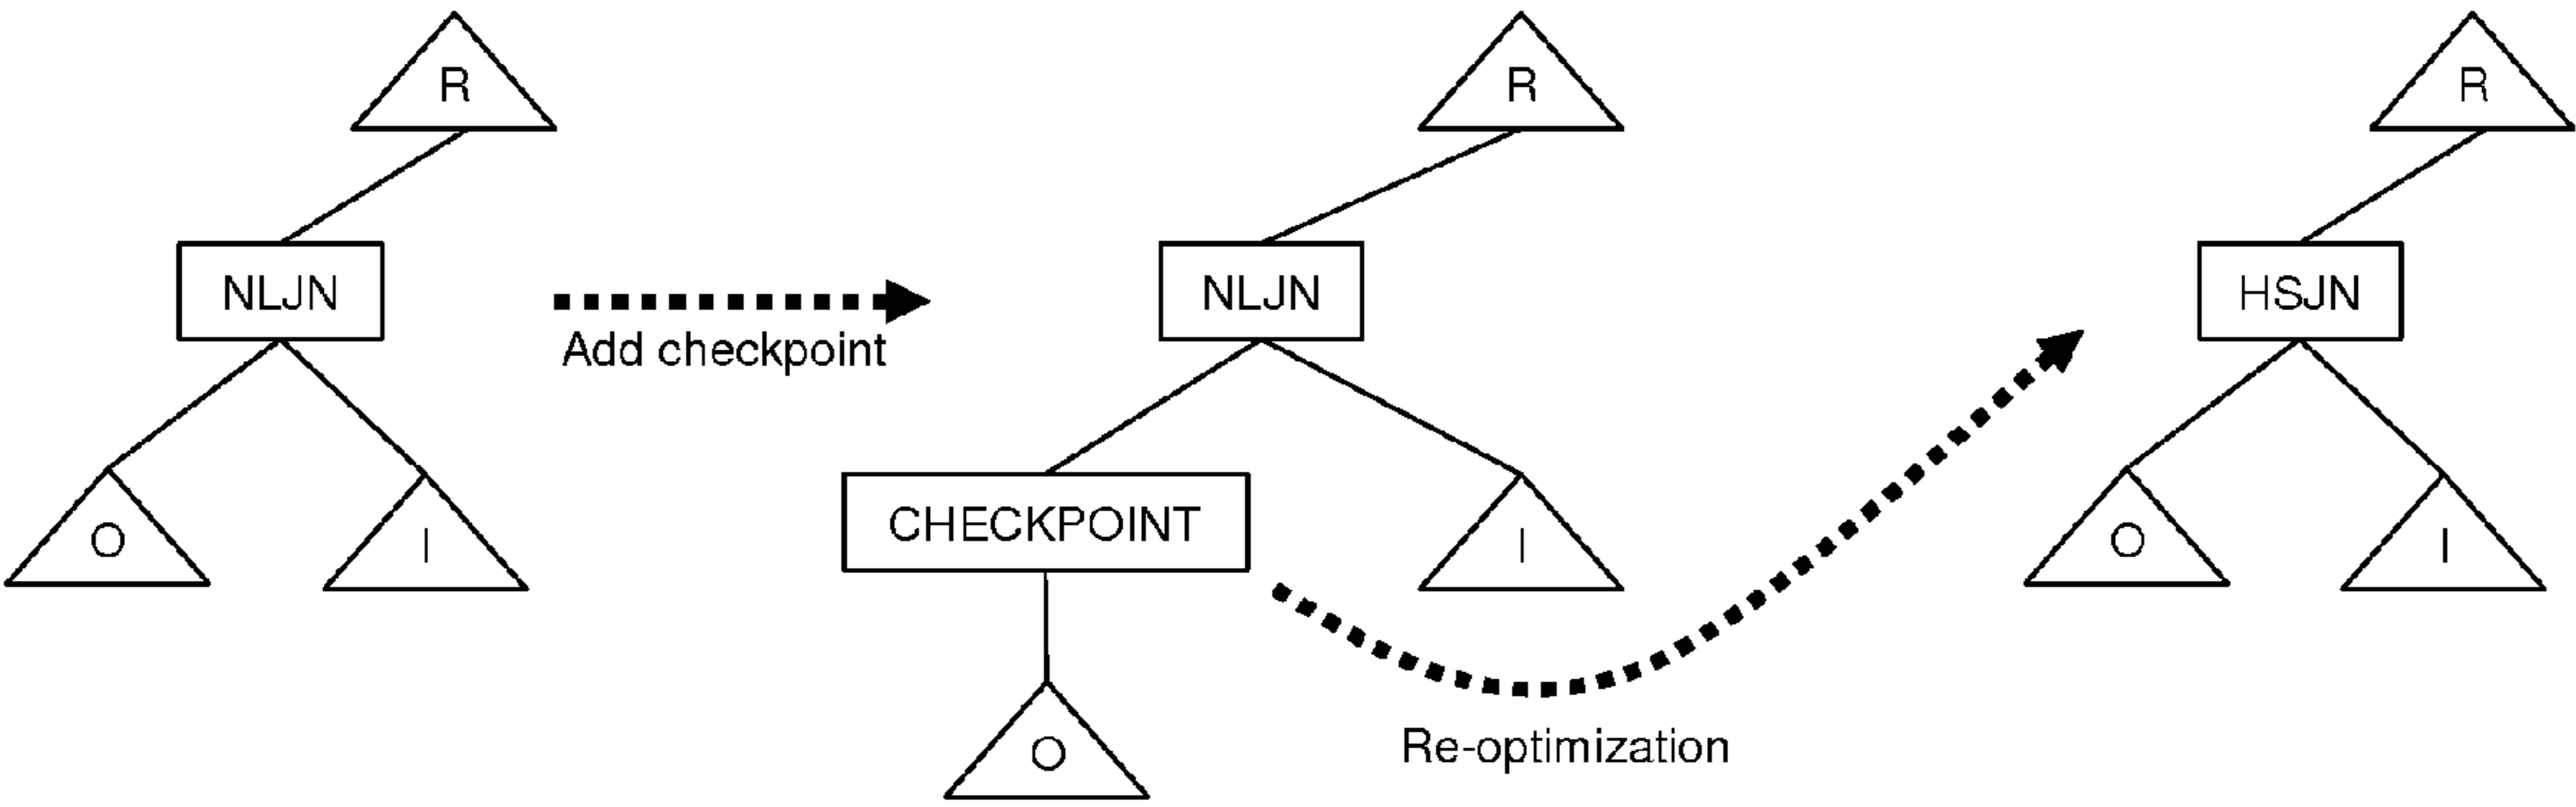 R
NLJN
O
I
Add checkpoint
R
NLJN
CHECKPOINT
I
O
Re-optimization
R
HSJN
O
I